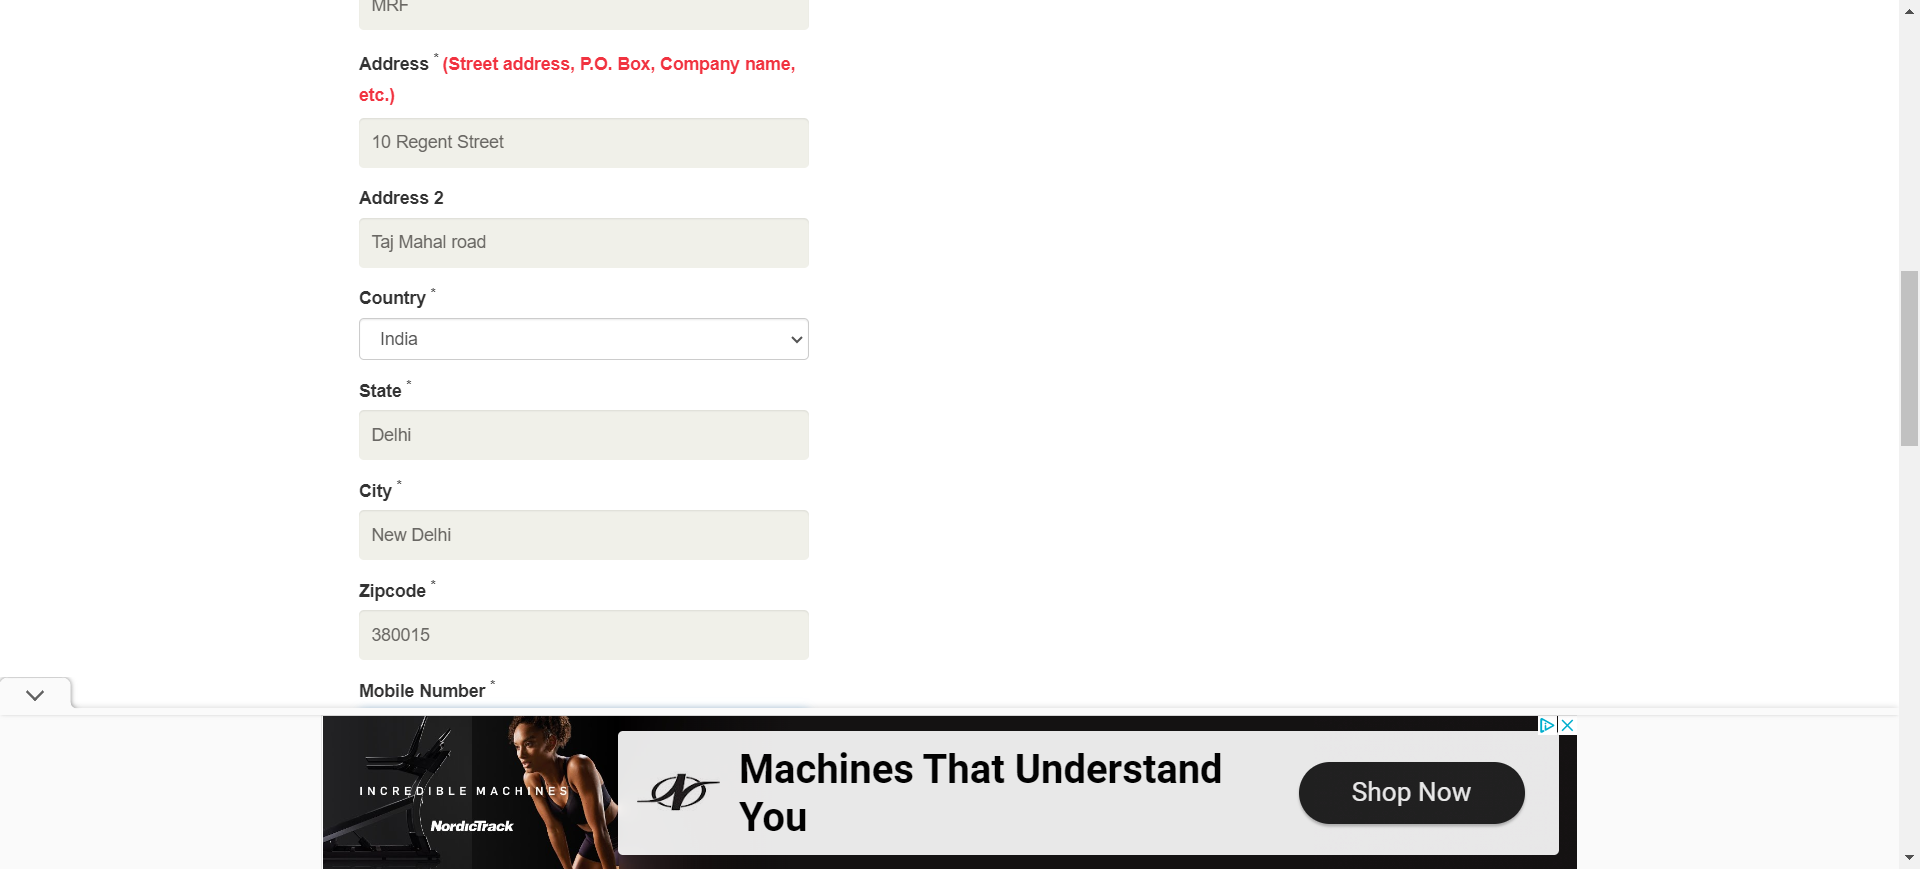 MRF
Address * (Street address, P.O. Box, Company name,
etc.)
10 Regent Street
Address 2
Taj Mahal road
Country *
India
State *
Delhi
City *
New Delhi
Zipcode *
380015
Mobile Number *
INCREDIBLE MACHINES
NordicTrack
Machines That Understand
You
Shop Now